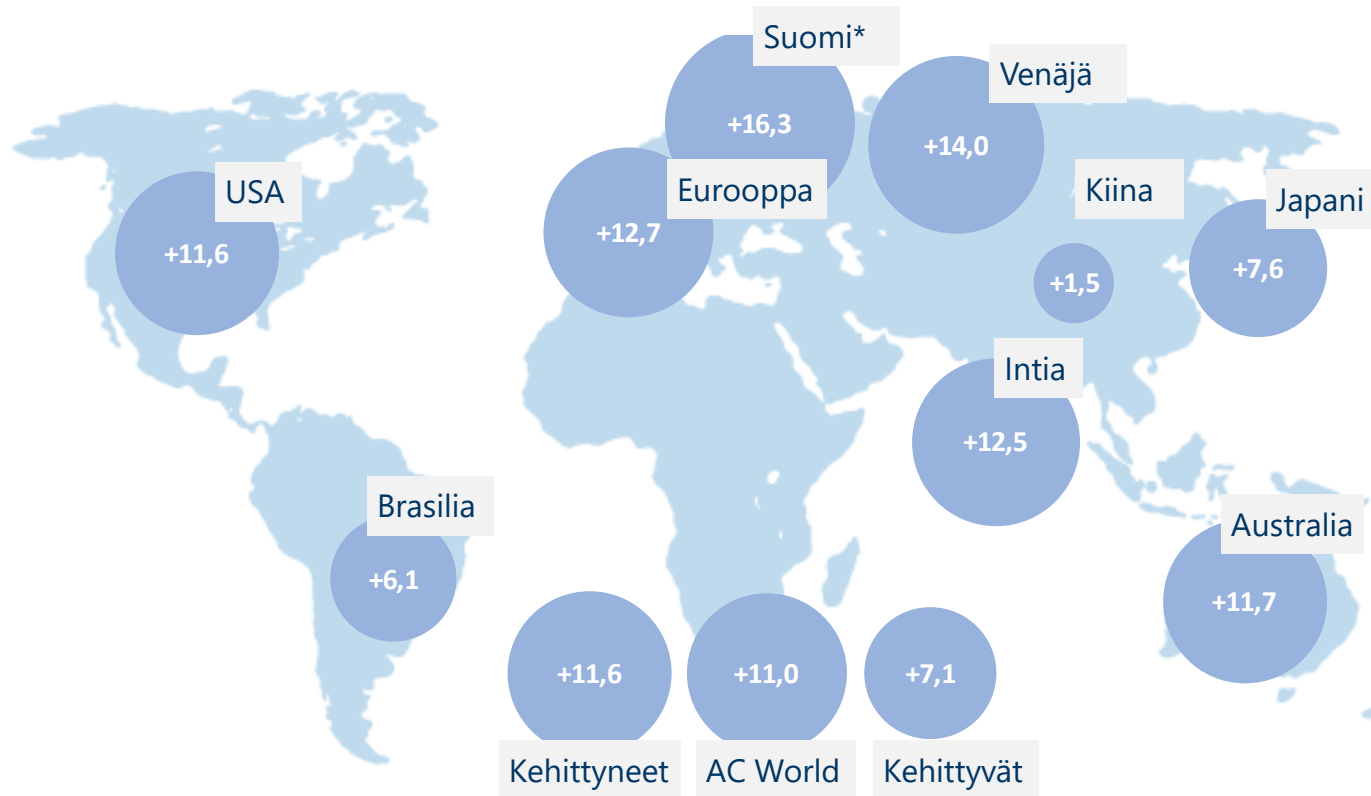 Suomi*
+16,3
Venäjä
+14,0
USA
+11,6
Eurooppa
+12,7
Kiina
+1,5
Japani
+7,6
Intia
+12,5
Brasilia
+6,1
Australia
+11,7
+11,6
Kehittyneet
+11,0
AC World
+7,1
Kehittyvät